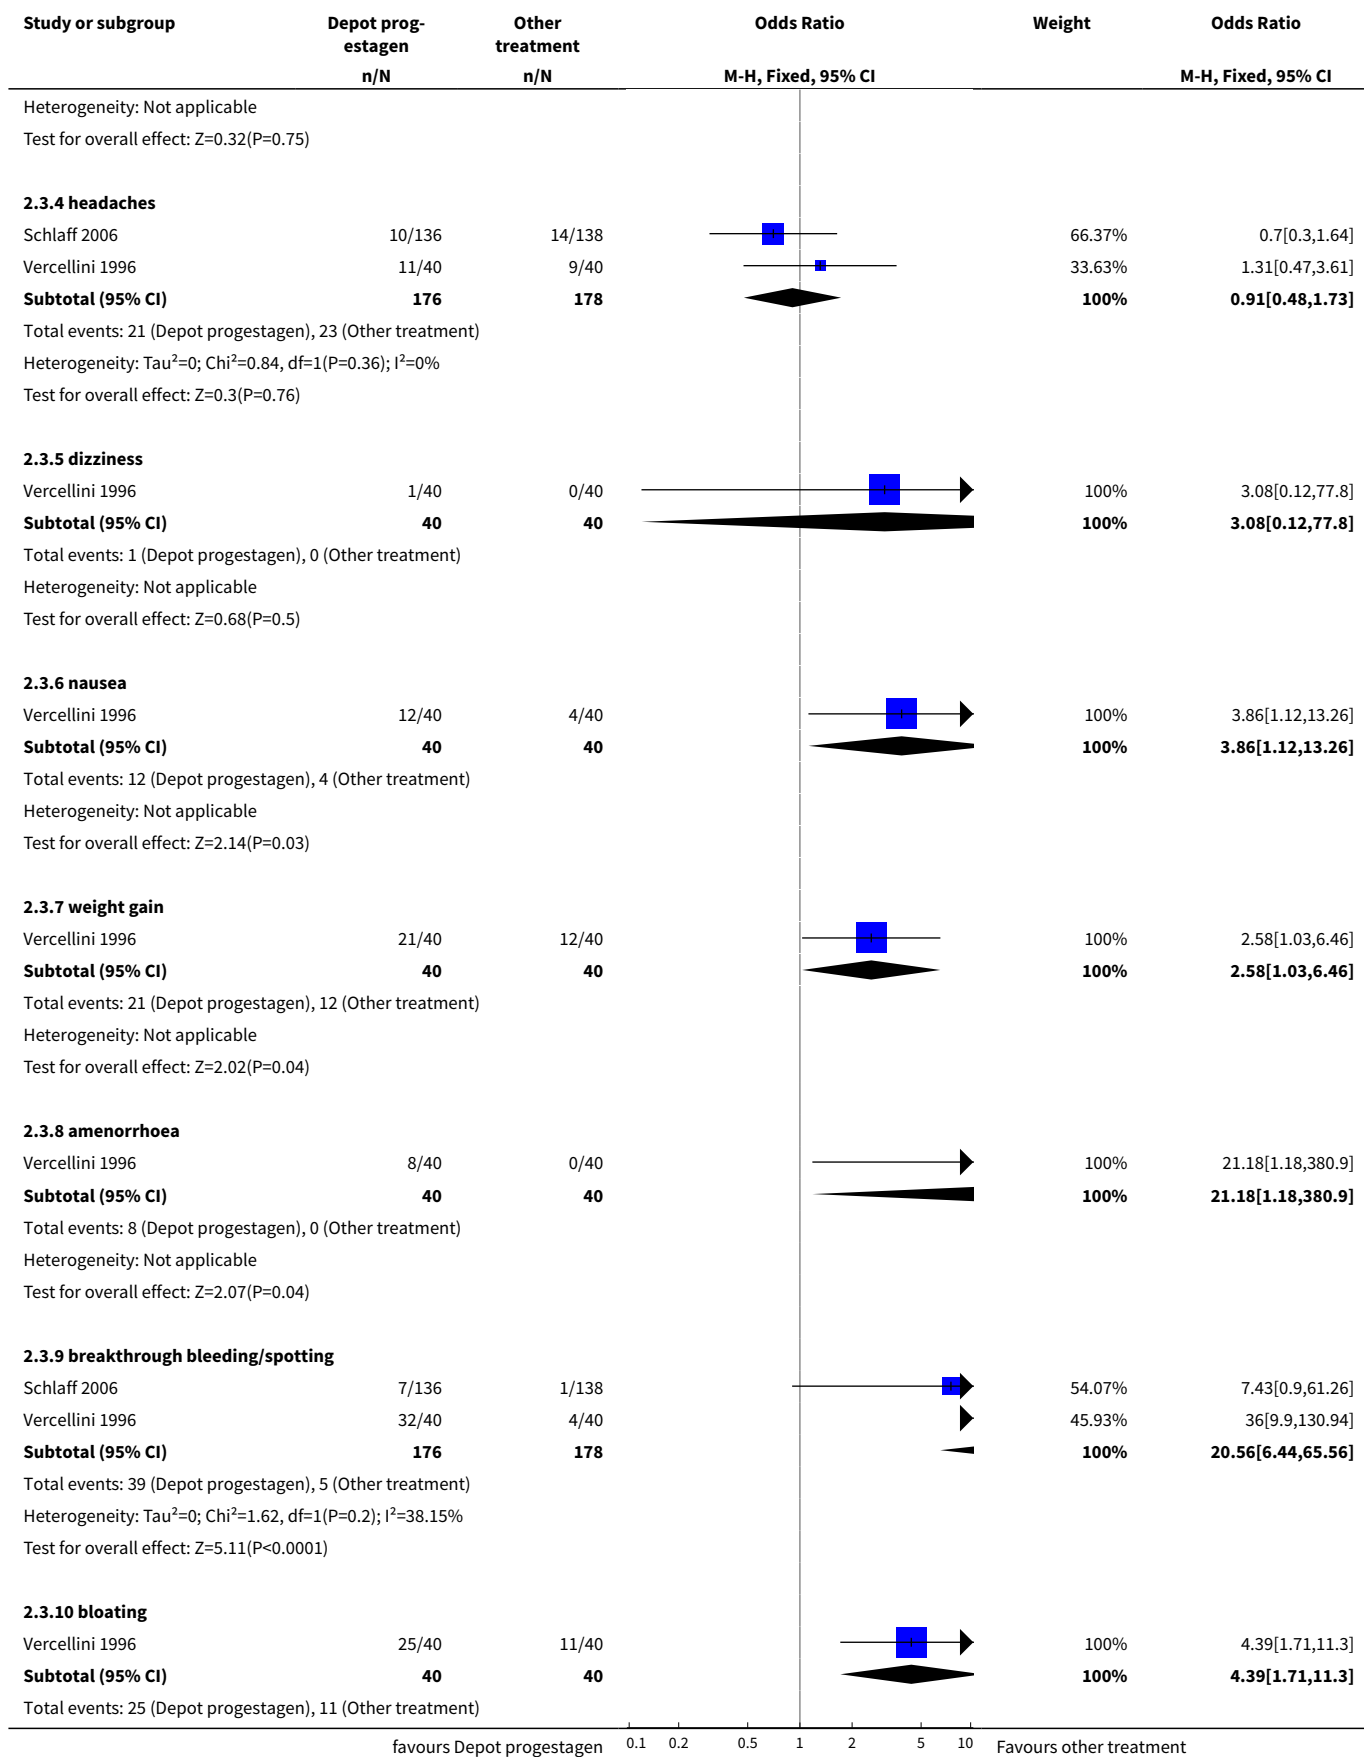 Study or subgroup Depot prog- Other Odds Ratio Weight Odds Ratio
estagen treatment
n/N n/N M-H, Fixed, 95% CI M-H, Fixed, 95% CI
Heterogeneity: Not applicable
Test for overall effect: Z=0.32(P=0.75)
2.3.4 headaches
Schlaff 2006 10/136 14/138 66.37% 0.7[0.3,1.64]
Vercellini 1996 11/40 9/40 33.63% 1.31[0.47,3.61]
Subtotal (95% CI) 176 178 100% 0.91[0.48,1.73]
Total events: 21 (Depot progestagen), 23 (Other treatment)
Heterogeneity: Tau²=0; Chi²=0.84, df=1(P=0.36); I²=0%
Test for overall effect: Z=0.3(P=0.76)
2.3.5 dizziness
Vercellini 1996 1/40 0/40 100% 3.08[0.12,77.8]
Subtotal (95% CI) 40 40 100% 3.08[0.12,77.8]
Total events: 1 (Depot progestagen), 0 (Other treatment)
Heterogeneity: Not applicable
Test for overall effect: Z=0.68(P=0.5)
2.3.6 nausea
Vercellini 1996 12/40 4/40 100% 3.86[1.12,13.26]
Subtotal (95% CI) 40 40 100% 3.86[1.12,13.26]
Total events: 12 (Depot progestagen), 4 (Other treatment)
Heterogeneity: Not applicable
Test for overall effect: Z=2.14(P=0.03)
2.3.7 weight gain
Vercellini 1996 21/40 12/40 100% 2.58[1.03,6.46]
Subtotal (95% CI) 40 40 100% 2.58[1.03,6.46]
Total events: 21 (Depot progestagen), 12 (Other treatment)
Heterogeneity: Not applicable
Test for overall effect: Z=2.02(P=0.04)
2.3.8 amenorrhoea
Vercellini 1996 8/40 0/40 100% 21.18[1.18,380.9]
Subtotal (95% CI) 40 40 100% 21.18[1.18,380.9]
Total events: 8 (Depot progestagen), 0 (Other treatment)
Heterogeneity: Not applicable
Test for overall effect: Z=2.07(P=0.04)
2.3.9 breakthrough bleeding/spotting
Schlaff 2006 7/136 1/138 54.07% 7.43[0.9,61.26]
Vercellini 1996 32/40 4/40 45.93% 36[9.9,130.94]
Subtotal (95% CI) 176 178 100% 20.56[6.44,65.56]
Total events: 39 (Depot progestagen), 5 (Other treatment)
Heterogeneity: Tau²=0; Chi²=1.62, df=1(P=0.2); I²=38.15%
Test for overall effect: Z=5.11(P<0.0001)
2.3.10 bloating
Vercellini 1996 25/40 11/40 100% 4.39[1.71,11.3]
Subtotal (95% CI) 40 40 100% 4.39[1.71,11.3]
Total events: 25 (Depot progestagen), 11 (Other treatment)
favours Depot progestagen 0.1 0.2 0.5 1 2 5 10 Favours other treatment